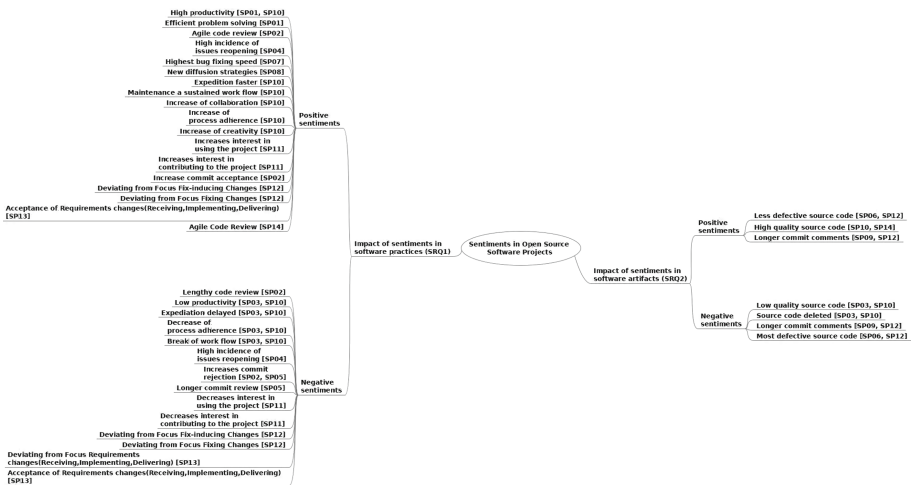 High productivity [SP01, SP10]
Efficient problem solving [SP01]
Agile code review [SP02]
High incidence of
issues reopening [SP04]
Highest bug fixing speed [SP07]
New diffusion strategies [SP08]
Expedition faster [SP10]
Maintenance a sustained work flow [SP10]
Increase of collaboration [SP10]
Increase of
process adherence [SP10]
Increase of creativity [SP10]
Increases interest in
using the project [SP11]
Increases interest in
contributing to the project [SP11]
Increase commit acceptance [SP02]
Deviating from Focus Fix-inducing Changes [SP12]
Deviating from Focus Fixing Changes [SP12]
Acceptance of Requirements changes(Receiving,Implementing,Delivering)
[SP13]
Agile Code Review [SP14]
Positive
sentiments
Lengthy code review [SP02]
Low productivity [SP03, SP10]
Expediation delayed [SP03, SP10]
Decrease of
process adherence [SP03, SP10]
Break of work flow [SP03, SP10]
High incidence of
issues reopening [SP04]
Increases commit
rejection [SP02, SP05]
Longer commit review [SP05]
Decreases interest in
using the project [SP11]
Decreases interest in
contributing to the project [SP11]
Deviating from Focus Fix-inducing Changes [SP12]
Deviating from Focus Fixing Changes [SP12]
Deviating from Focus Requirements
changes(Receiving,Implementing,Delivering) [SP13]
Acceptance of Requirements changes(Receiving,Implementing,Delivering)
[SP13]
Negative
sentiments
Impact of sentiments in
software practices (SRQ1)
Sentiments in Open Source
Software Projects
Impact of sentiments in
software artifacts (SRQ2)
Positive
sentiments
Less defective source code [SP06, SP12]
High quality source code [SP10, SP14]
Longer commit comments [SP09, SP12]
Negative
sentiments
Low quality source code [SP03, SP10]
Source code deleted [SP03, SP10]
Longer commit comments [SP09, SP12]
Most defective source code [SP06, SP12]